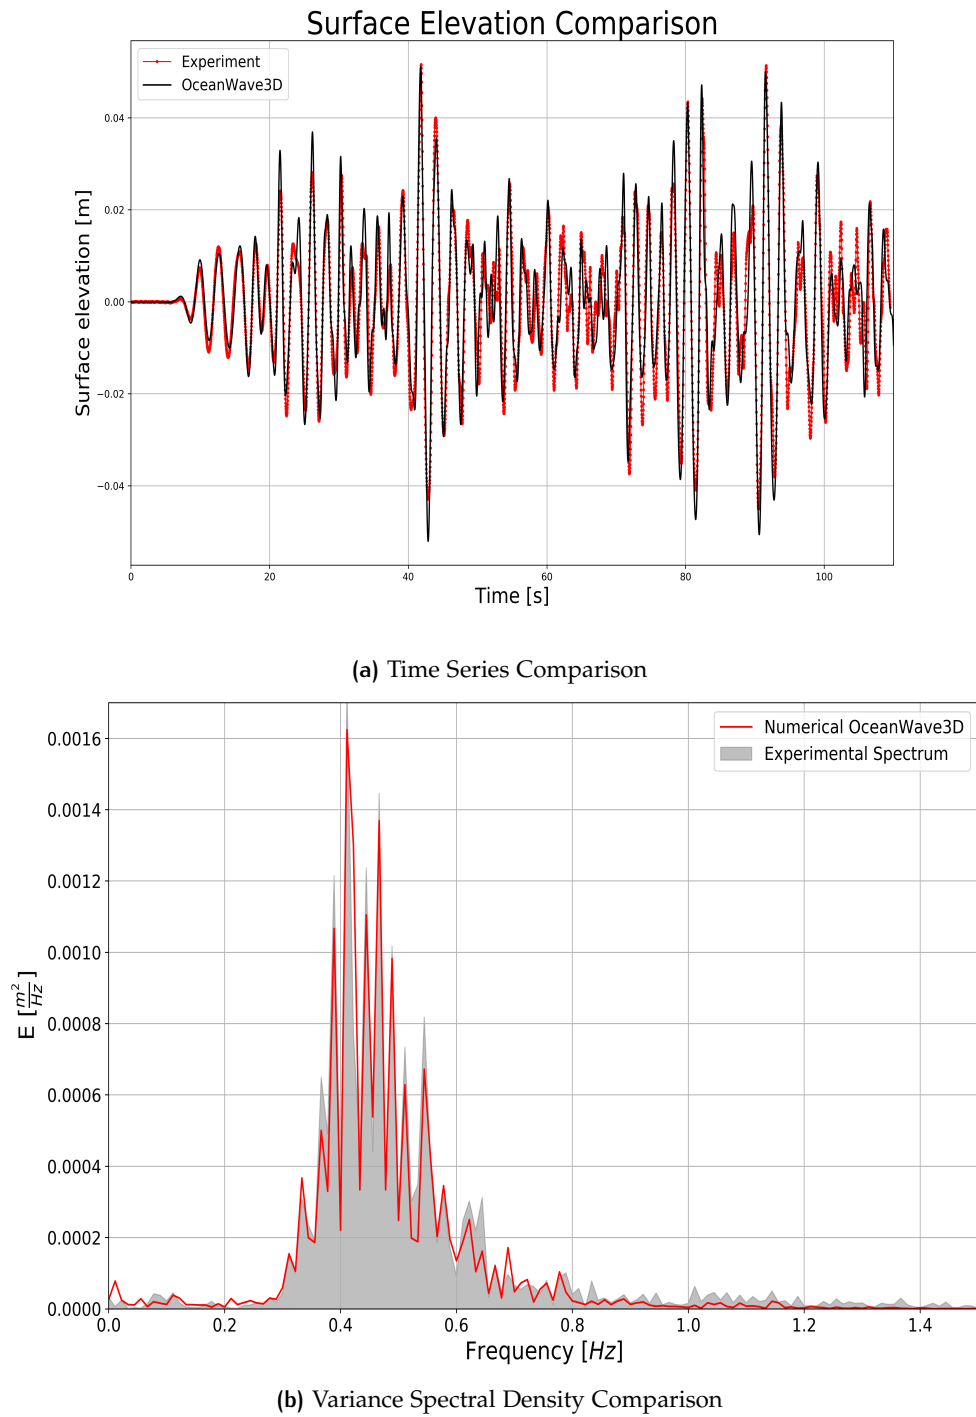 Surface Elevation Comparison
Experiment
OceanWave3D
0.04
0.02
0.00
−0.02
−0.04
Surface elevation [m]
0 20 40 60 80 100
Time [s]
(a) Time Series Comparison
Numerical OceanWave3D
Experimental Spectrum
0.0016
0.0014
0.0012
0.0010
0.0008
0.0006
0.0004
0.0002
0.0000
E [m²/Hz]
0.0 0.2 0.4 0.6 0.8 1.0 1.2 1.4
Frequency [Hz]
(b) Variance Spectral Density Comparison